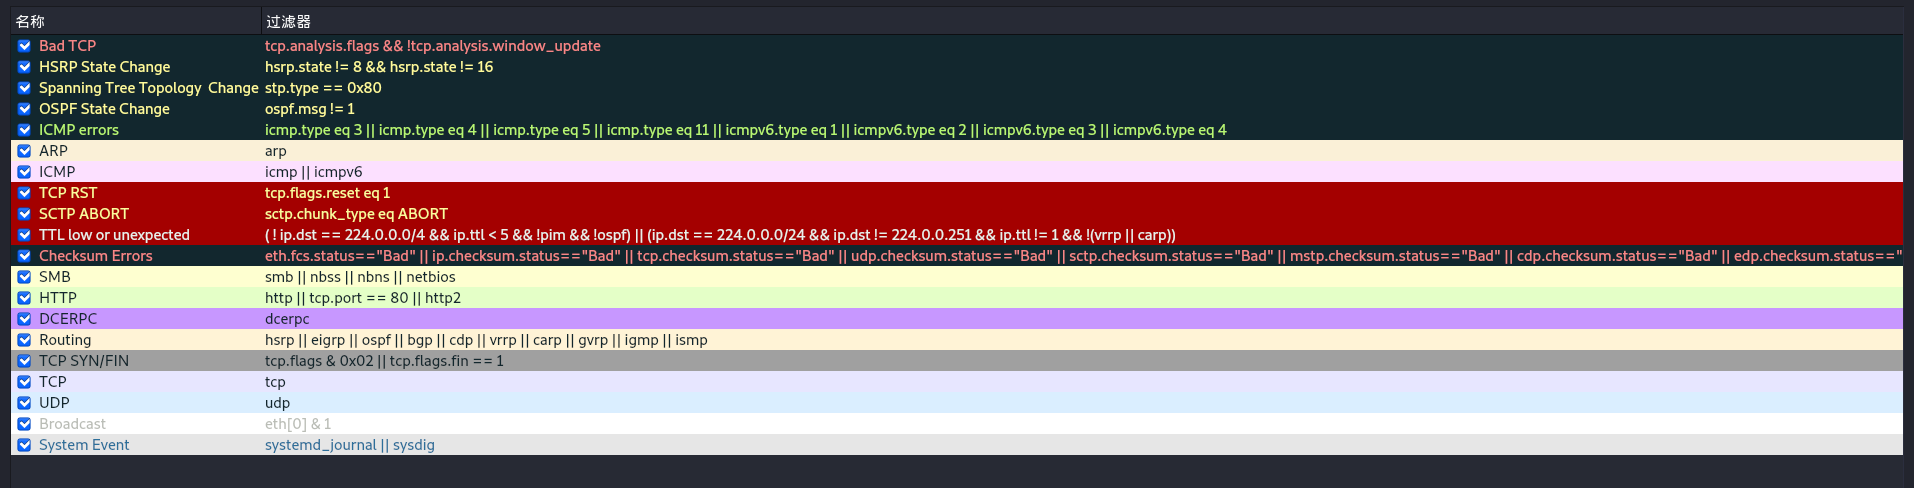 名称 过滤器
Bad TCP tcp.analysis.flags && !tcp.analysis.window_update
HSRP State Change hsrp.state != 8 && hsrp.state != 16
Spanning Tree Topology  Change stp.type == 0x80
OSPF State Change ospf.msg != 1
ICMP errors icmp.type eq 3 || icmp.type eq 4 || icmp.type eq 5 || icmp.type eq 11 || icmpv6.type eq 1 || icmpv6.type eq 2 || icmpv6.type eq 3 || icmpv6.type eq 4
ARP arp
ICMP icmp || icmpv6
TCP RST tcp.flags.reset eq 1
SCTP ABORT sctp.chunk_type eq ABORT
TTL low or unexpected ( ! ip.dst == 224.0.0.0/4 && ip.ttl < 5 && !pim && !ospf) || (ip.dst == 224.0.0.0/24 && ip.dst != 224.0.0.251 && ip.ttl != 1 && !(vrrp || carp))
Checksum Errors eth.fcs.status=="Bad" || ip.checksum.status=="Bad" || tcp.checksum.status=="Bad" || udp.checksum.status=="Bad" || sctp.checksum.status=="Bad" || mstp.checksum.status=="Bad" || cdp.checksum.status=="Bad" || edp.checksum.status=="
SMB smb || nbss || nbns || netbios
HTTP http || tcp.port == 80 || http2
DCERPC dcerpc
Routing hsrp || eigrp || ospf || bgp || cdp || vrrp || carp || gvrp || igmp || ismp
TCP SYN/FIN tcp.flags & 0x02 || tcp.flags.fin == 1
TCP tcp
UDP udp
Broadcast eth[0] & 1
System Event systemd_journal || sysdig